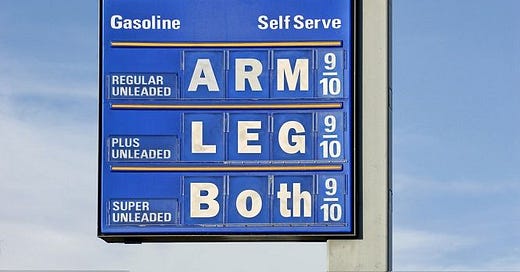 Gasoline Self Serve
REGULAR UNLEADED ARM 9/10
PLUS UNLEADED LEG 9/10
SUPER UNLEADED Both 9/10